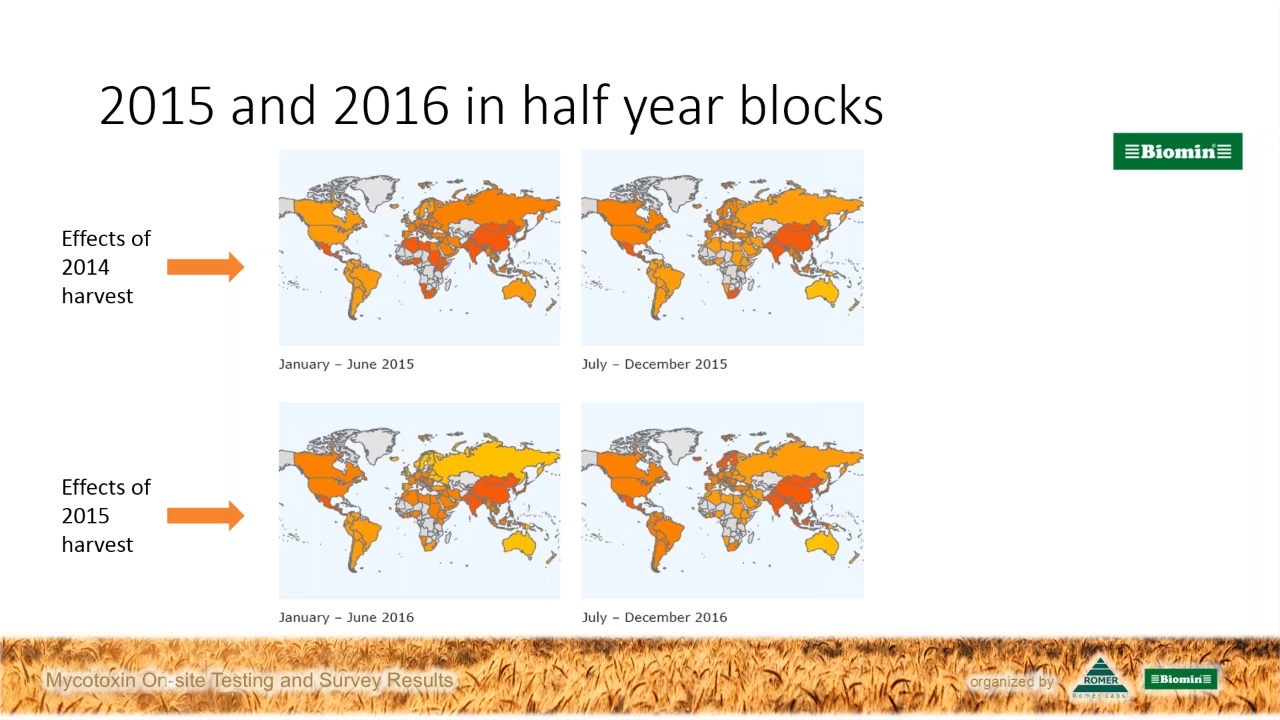 2015 and 2016 in half year blocks
Biomin
Effects of
2014
harvest
January – June 2015
July – December 2015
Effects of
2015
harvest
January – June 2016
July – December 2016
Mycotoxin On-site Testing and Survey Results
organized by
ROMER
Romer Labs
Biomin